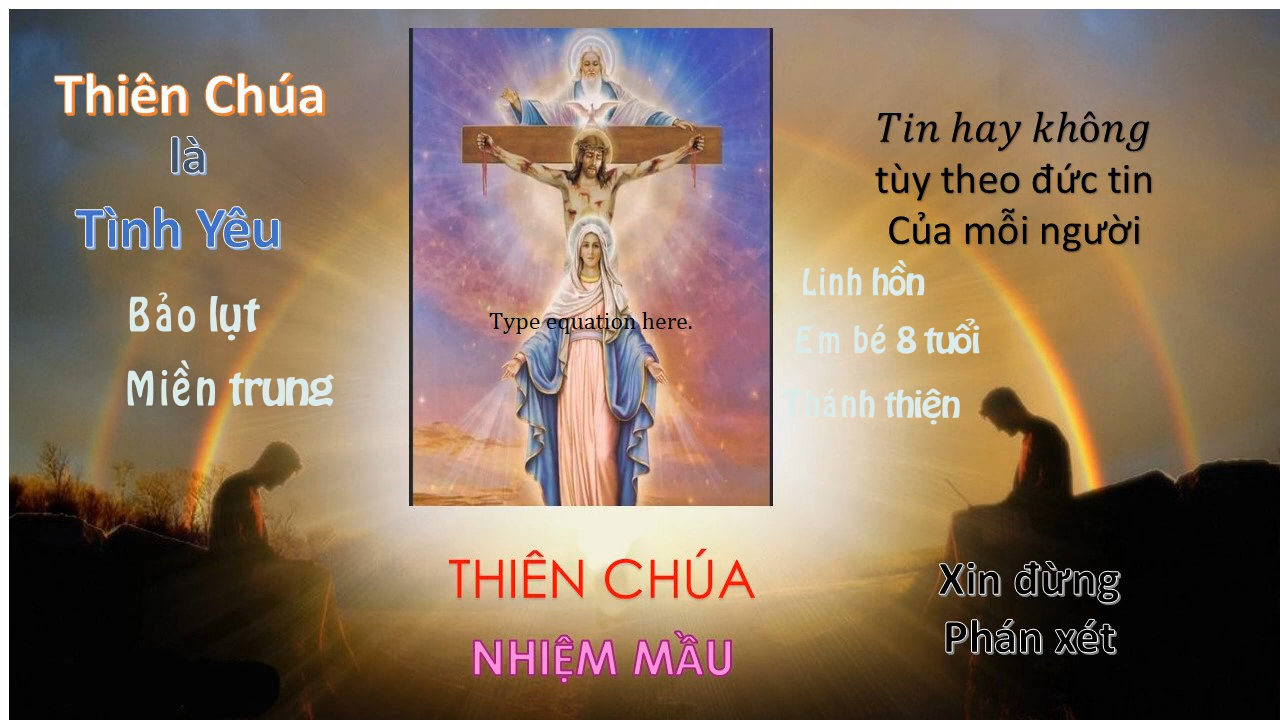 Thiên Chúa
là
Tình Yêu
Bảo lụt
Miền trung
Type equation here.
Tin hay không
tùy theo đức tin
Của mỗi người
Linh hồn
Em bé 8 tuổi
Thánh thiện
THIÊN CHÚA
NHIỆM MẦU
Xin đừng
Phán xét